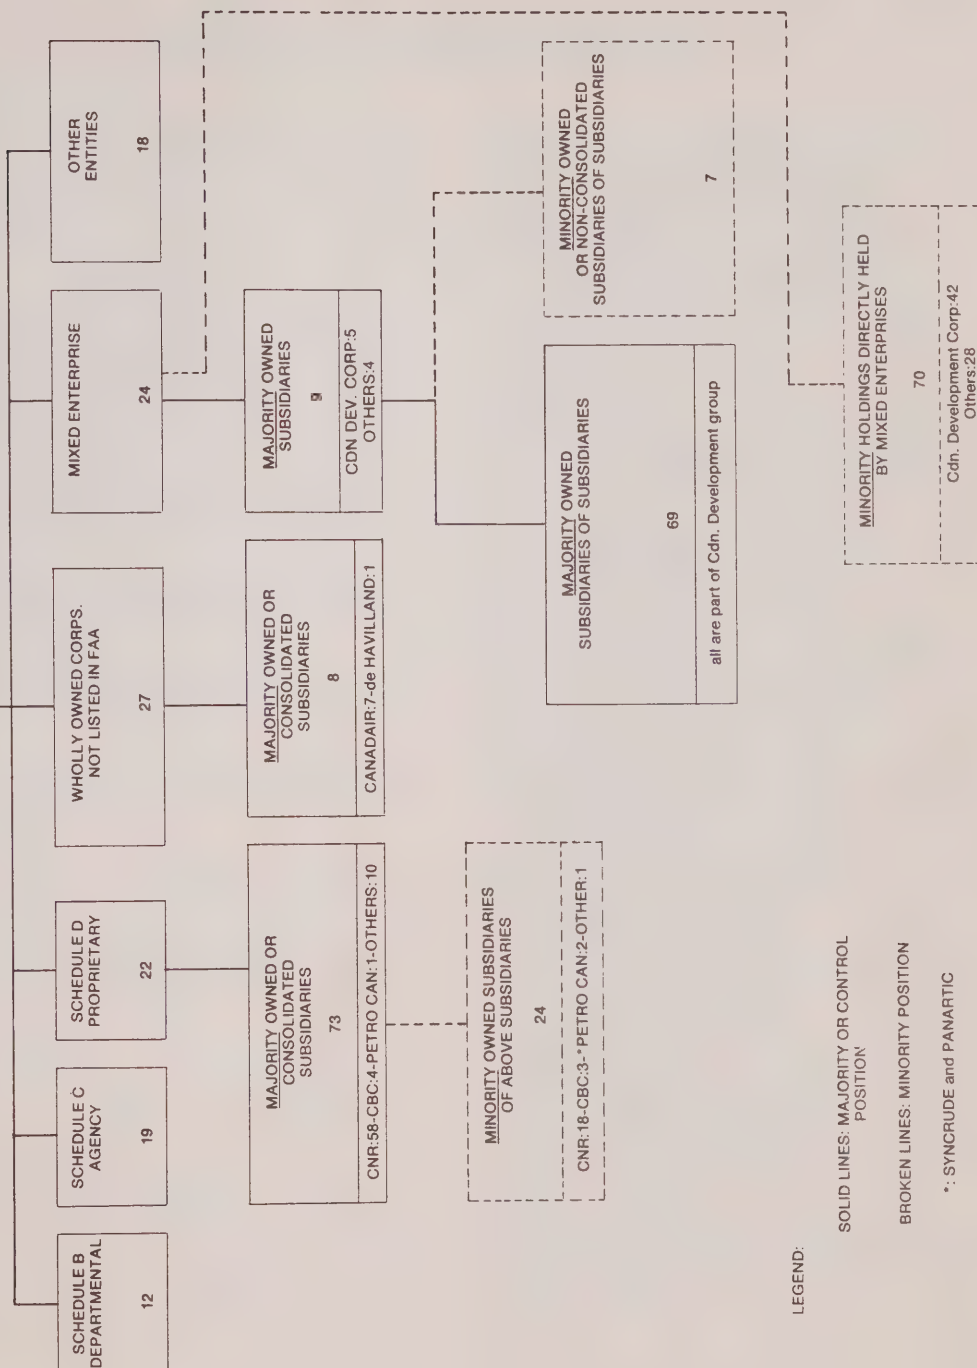 SCHEDULE B
DEPARTMENTAL
12
SCHEDULE C
AGENCY
19
SCHEDULE D
PROPRIETARY
22
WHOLLY OWNED CORPS.
NOT LISTED IN FAA
27
MIXED ENTERPRISE
24
OTHER
ENTITIES
18
MAJORITY OWNED OR
CONSOLIDATED
SUBSIDIARIES
73
CNR:58-CBC:4-PETRO CAN:1-OTHERS:10
MAJORITY OWNED OR
CONSOLIDATED
SUBSIDIARIES
8
CANADAIR:7-de HAVILLAND:1
MAJORITY OWNED
SUBSIDIARIES
9
CDN DEV. CORP:5
OTHERS:4
MINORITY OWNED SUBSIDIARIES
OF ABOVE SUBSIDIARIES
24
CNR:18-CBC:3-*PETRO CAN:2-OTHER:1
MAJORITY OWNED
SUBSIDIARIES OF SUBSIDIARIES
69
all are part of Cdn. Development group
MINORITY OWNED
OR NON-CONSOLIDATED
SUBSIDIARIES OF SUBSIDIARIES
7
MINORITY HOLDINGS DIRECTLY HELD
BY MIXED ENTERPRISES
70
Cdn. Development Corp:42
Others:28
LEGEND:
SOLID LINES: MAJORITY OR CONTROL
POSITION
BROKEN LINES: MINORITY POSITION
*: SYNCRUDE and PANARTIC